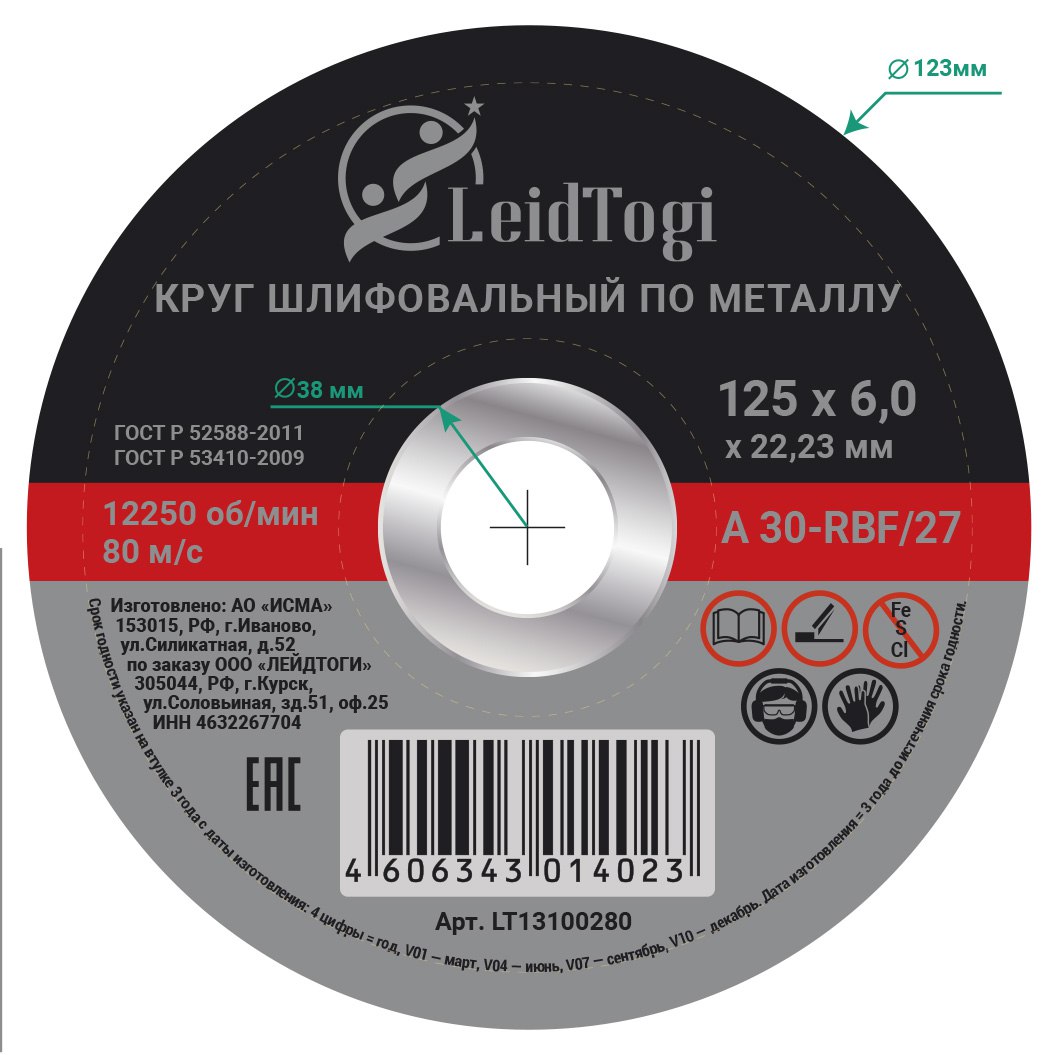 ⌀ 123мм
LeidTogi
КРУГ ШЛИФОВАЛЬНЫЙ ПО МЕТАЛЛУ
⌀38 мм
125 x 6,0
x 22,23 мм
ГОСТ Р 52588-2011
ГОСТ Р 53410-2009
12250 об/мин
80 м/с
A 30-RBF/27
Изготовлено: АО «ИСМА»
153015, РФ, г.Иваново,
ул.Силикатная, д.52
по заказу ООО «ЛЕЙДТОГИ»
305044, РФ, г.Курск,
ул.Соловьиная, зд.51, оф.25
ИНН 4632267704
Fe
S
Cl
EAC
4 606343 014023
Арт. LT13100280
Срок годности указан на втулке 3 года с даты изготовления: 4 цифры = год, V01 — март, V04 — июнь, V07 — сентябрь, V10 — декабрь. Дата изготовления = 3 года до истечения срока годности.